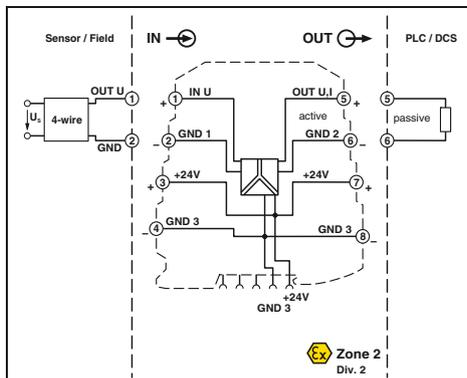 Sensor / Field
IN
OUT
PLC / DCS
OUT U
1
+
1
IN U
OUT U,I
5
+
5
Us
4-wire
active
passive
GND
2
−
2
GND 1
GND 2
6
−
6
+
3
+24V
+24V
7
+
−
4
GND 3
GND 3
8
−
+24V
GND 3
Ex
Zone 2
Div. 2